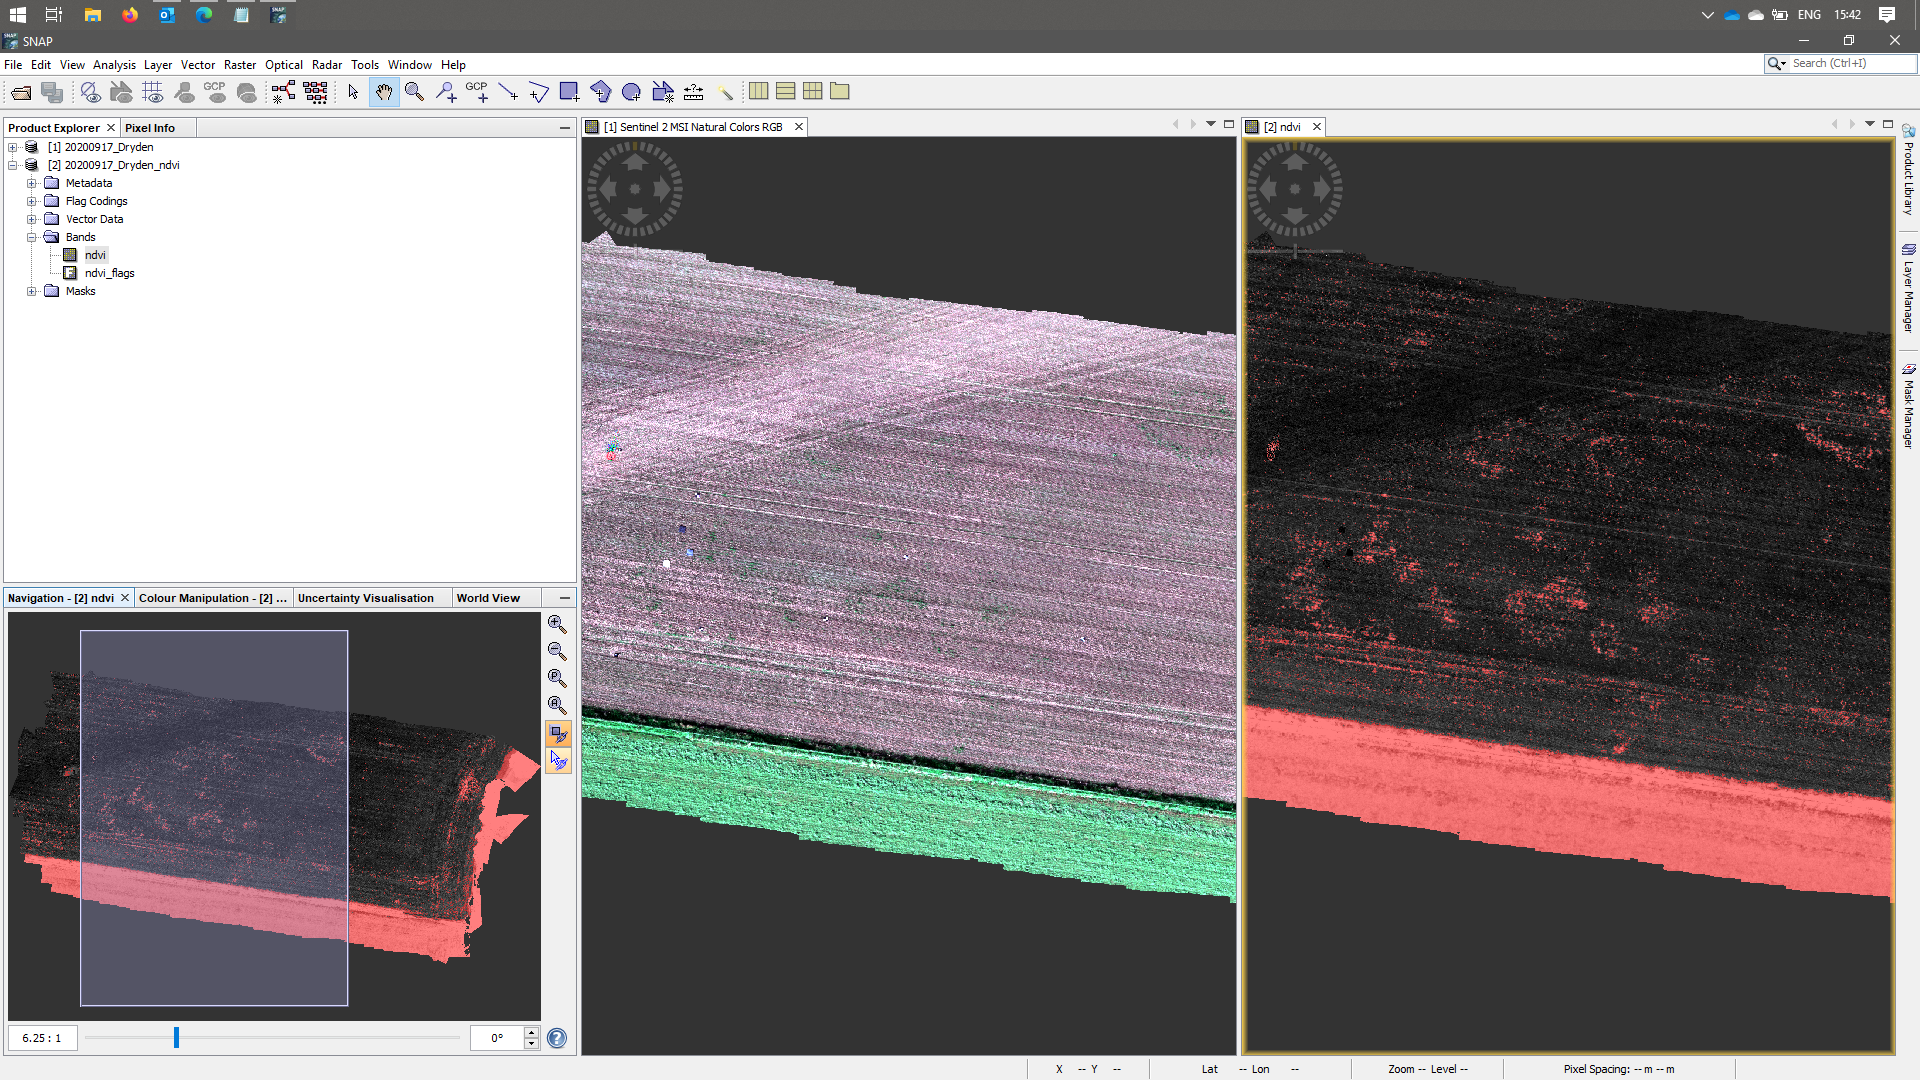 ENG 15:42
SNAP
File Edit View Analysis Layer Vector Raster Optical Radar Tools Window Help
Search (Ctrl+I)
GCP GCP
Product Explorer Pixel Info
[1] 20200917_Dryden
[2] 20200917_Dryden_ndvi
Metadata
Flag Codings
Vector Data
Bands
ndvi
ndvi_flags
Masks
[1] Sentinel 2 MSI Natural Colors RGB
[2] ndvi
Product Library
Layer Manager
Mask Manager
Navigation - [2] ndvi Colour Manipulation - [2] ... Uncertainty Visualisation World View
6.25 : 1
0°
X -- Y -- Lat -- Lon -- Zoom -- Level -- Pixel Spacing: -- m -- m